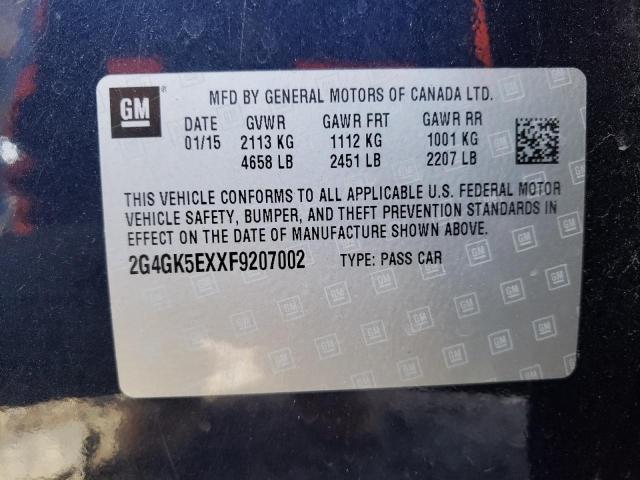 GM ® MFD BY GENERAL MOTORS OF CANADA LTD.
DATE GVWR GAWR FRT GAWR RR
01/15 2113 KG 1112 KG 1001 KG
4658 LB 2451 LB 2207 LB
THIS VEHICLE CONFORMS TO ALL APPLICABLE U.S. FEDERAL MOTOR
VEHICLE SAFETY, BUMPER, AND THEFT PREVENTION STANDARDS IN
EFFECT ON THE DATE OF MANUFACTURE SHOWN ABOVE.
2G4GK5EXXF9207002 TYPE: PASS CAR